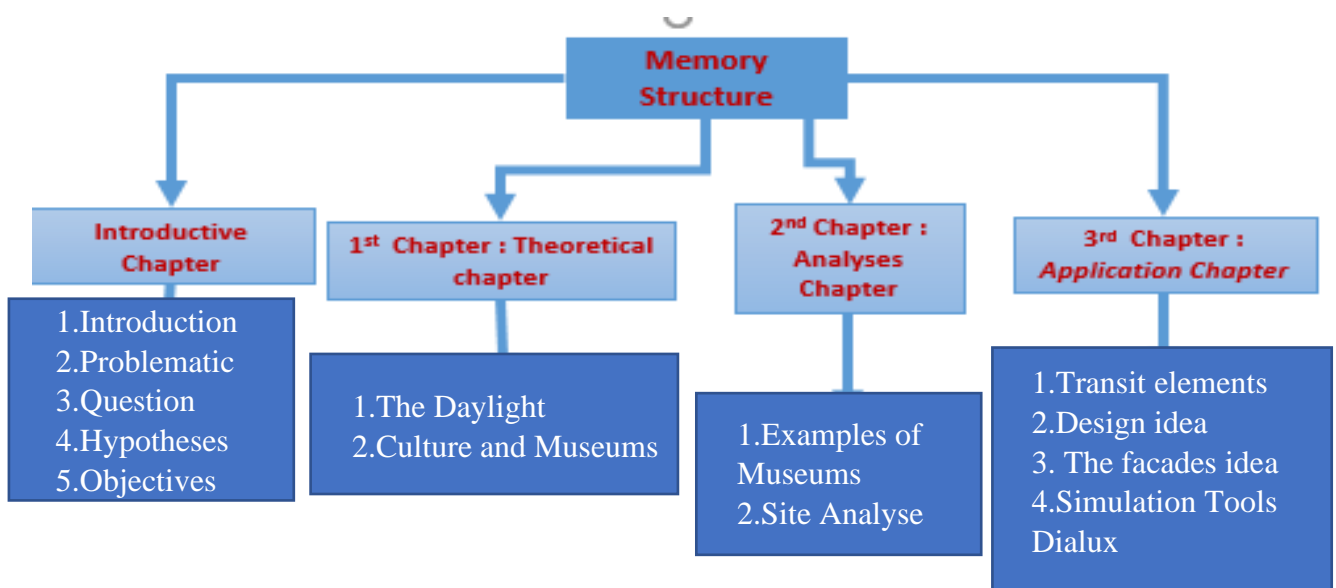 Memory
Structure
Introductive
Chapter
1.Introduction
2.Problematic
3.Question
4.Hypotheses
5.Objectives
1st Chapter : Theoretical
chapter
1.The Daylight
2.Culture and Museums
2nd Chapter :
Analyses
Chapter
1.Examples of
Museums
2.Site Analyse
3rd Chapter :
Application Chapter
1.Transit elements
2.Design idea
3. The facades idea
4.Simulation Tools
Dialux